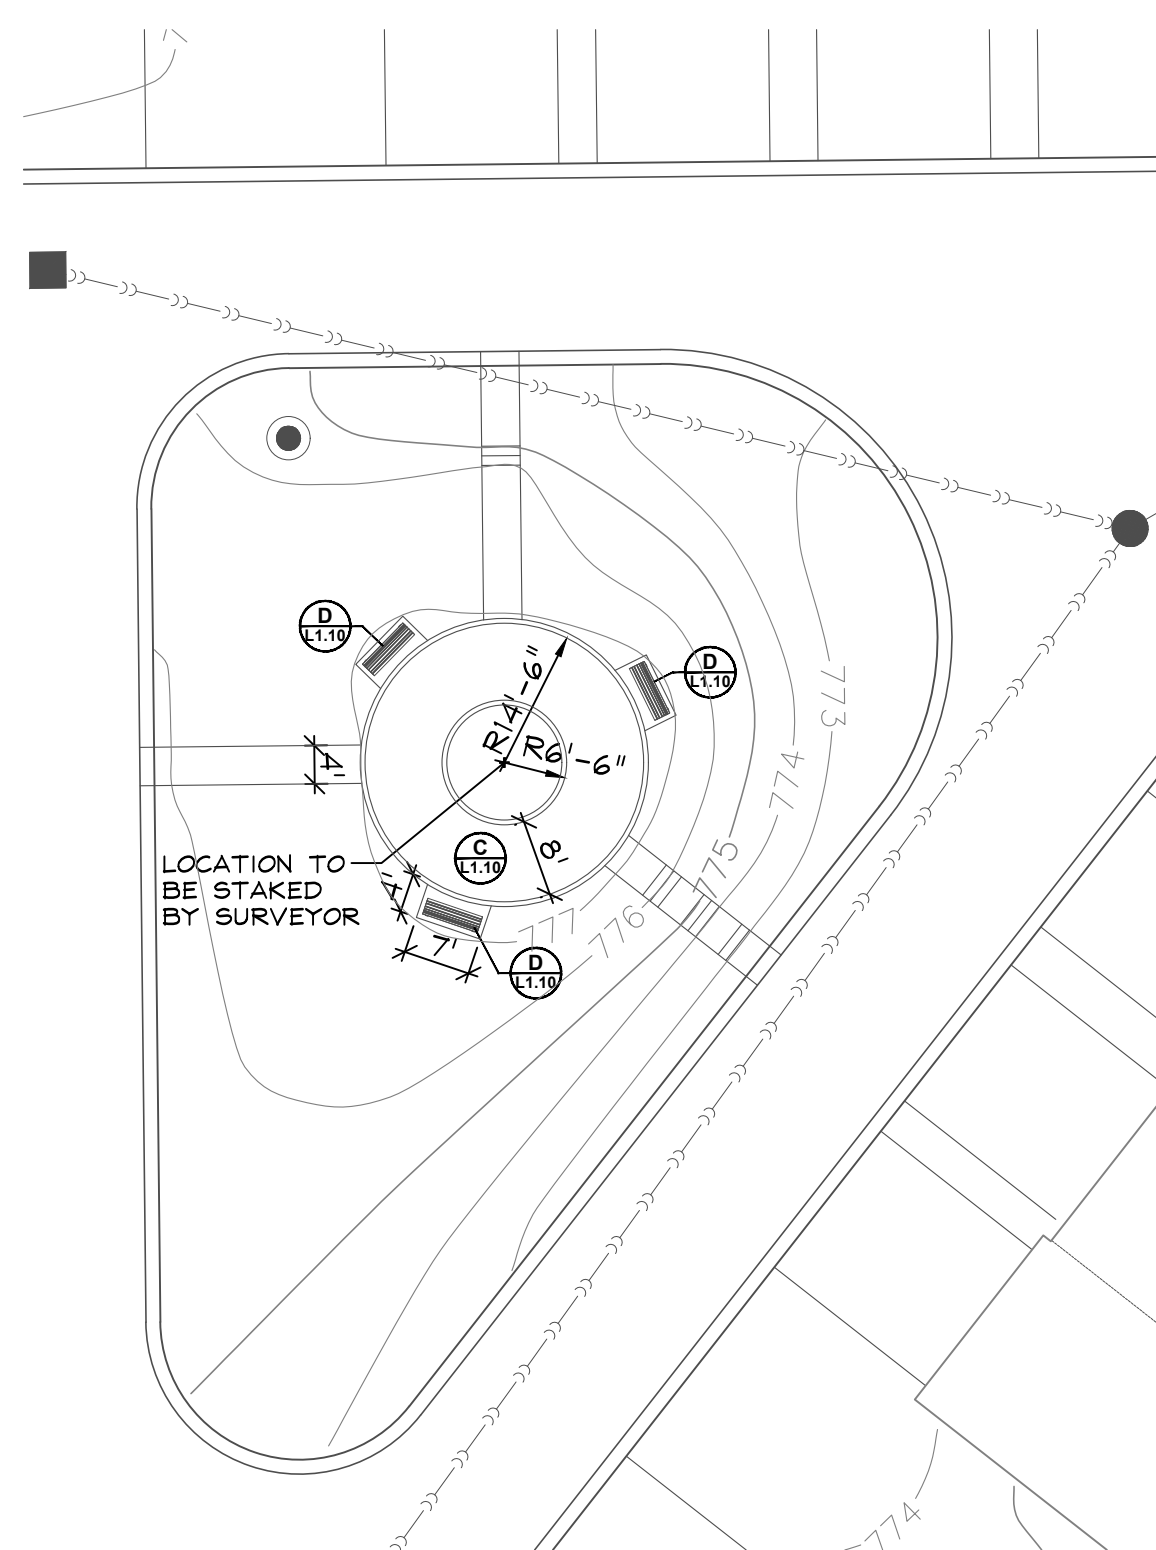 D
L1.10
D
L1.10
R14'-6"
R6'-6"
773
4'
774
LOCATION TO
BE STAKED
BY SURVEYOR
C
L1.10
8'
775
4'
777
776
7'
D
L1.10
774